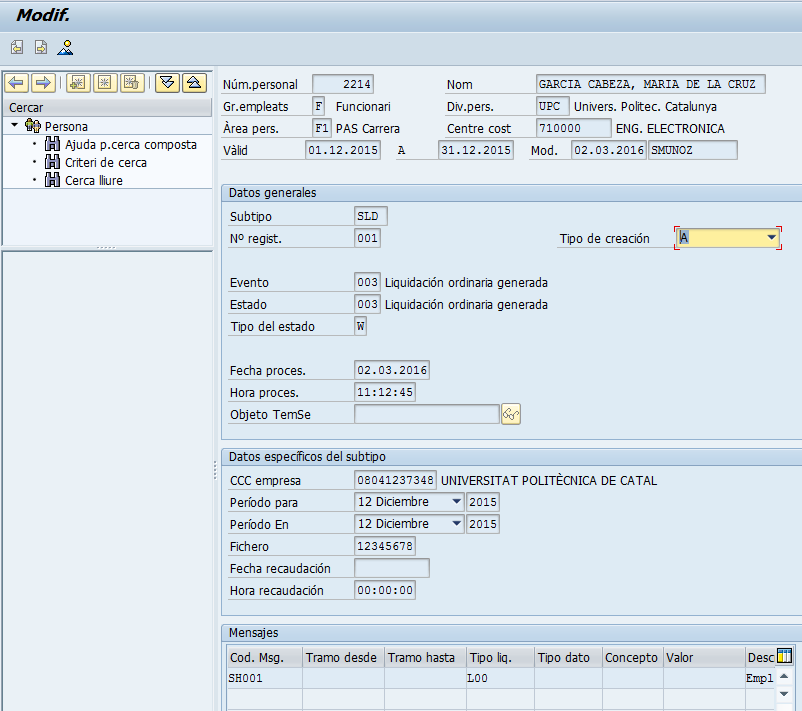 Modif.
Cercar
Persona
Ajuda p.cerca composta
Criteri de cerca
Cerca lliure
Núm.personal 2214 Nom GARCIA CABEZA, MARIA DE LA CRUZ
Gr.empleats F Funcionari Div.pers. UPC Univers. Politec. Catalunya
Àrea pers. F1 PAS Carrera Centre cost 710000 ENG. ELECTRONICA
Vàlid 01.12.2015 A 31.12.2015 Mod. 02.03.2016 SMUNOZ
Datos generales
Subtipo SLD
Nº regist. 001 Tipo de creación A
Evento 003 Liquidación ordinaria generada
Estado 003 Liquidación ordinaria generada
Tipo del estado W
Fecha proces. 02.03.2016
Hora proces. 11:12:45
Objeto TemSe
Datos específicos del subtipo
CCC empresa 08041237348 UNIVERSITAT POLITÈCNICA DE CATAL
Período para 12 Diciembre 2015
Período En 12 Diciembre 2015
Fichero 12345678
Fecha recaudación
Hora recaudación 00:00:00
Mensajes
Cod. Msg. Tramo desde Tramo hasta Tipo liq. Tipo dato Concepto Valor Desc
SH001 L00 Empl